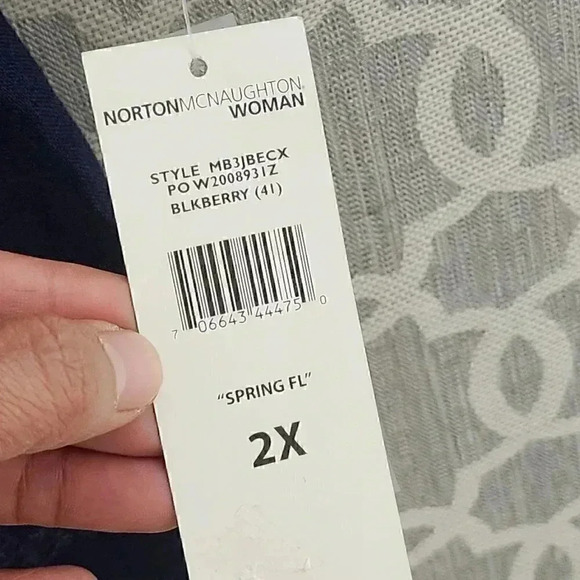 NORTONMCNAUGHTON
WOMAN
STYLE MB3JBECX
PO W2008931Z
BLKBERRY (41)
7 06643 44475 0
"SPRING FL"
2X